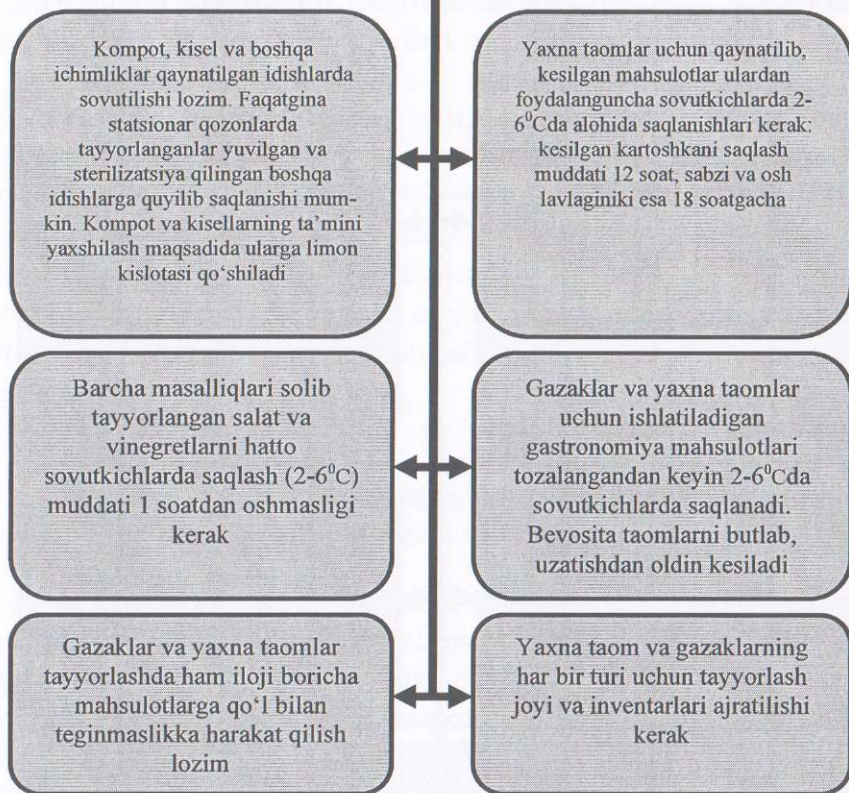 Kompot, kisel va boshqa
ichimliklar qaynatilgan idishlarda
sovutilishi lozim. Faqatgina
statsionar qozonlarda
tayyorlanganlar yuvilgan va
sterilizatsiya qilingan boshqa
idishlarga quyilib saqlanishi mum-
kin. Kompot va kisellarning ta’mini
yaxshilash maqsadida ularga limon
kislotasi qo‘shiladi
Yaxna taomlar uchun qaynatilib,
kesilgan mahsulotlar ulardan
foydalanguncha sovutkichlarda 2-
6⁰Cda alohida saqlanishlari kerak:
kesilgan kartoshkani saqlash
muddati 12 soat, sabzi va osh
lavlaginiki esa 18 soatgacha
Barcha masalliqlari solib
tayyorlangan salat va
vinegretlarni hatto
sovutkichlarda saqlash (2-6⁰C)
muddati 1 soatdan oshmasligi
kerak
Gazaklar va yaxna taomlar
uchun ishlatiladigan
gastronomiya mahsulotlari
tozalangandan keyin 2-6⁰Cda
sovutkichlarda saqlanadi.
Bevosita taomlarni butlab,
uzatishdan oldin kesiladi
Gazaklar va yaxna taomlar
tayyorlashda ham iloji boricha
mahsulotlarga qo‘l bilan
teginmaslikka harakat qilish
lozim
Yaxna taom va gazaklarning
har bir turi uchun tayyorlash
joyi va inventarlari ajratilishi
kerak